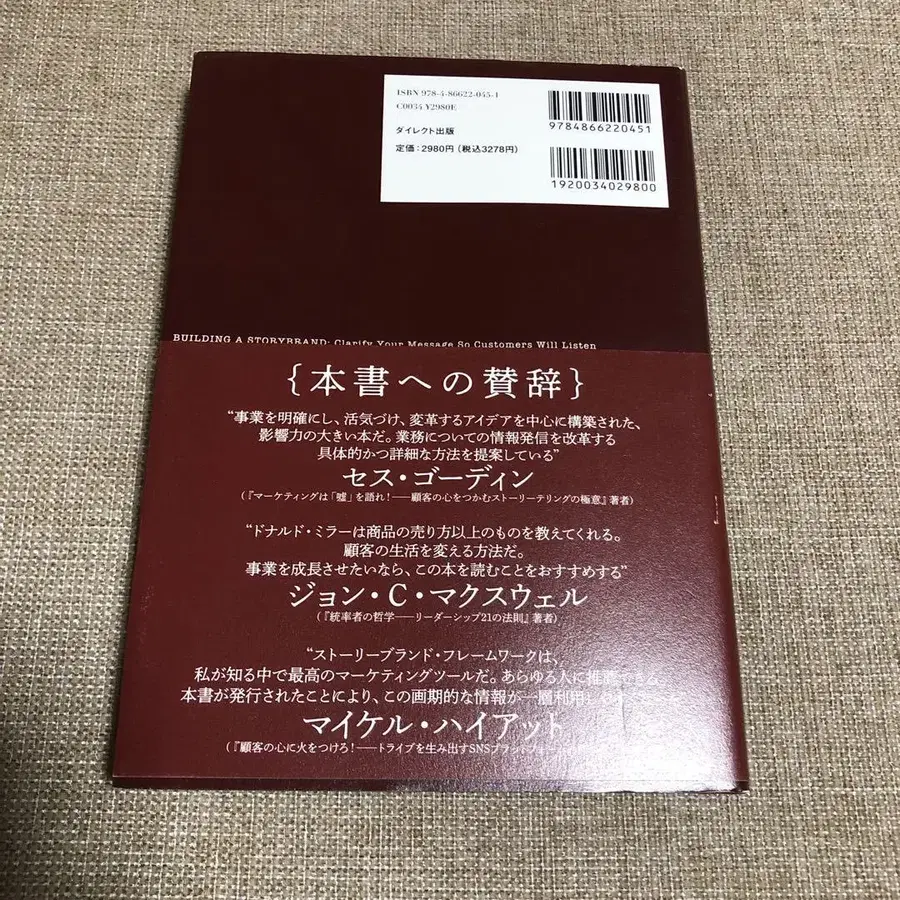 ISBN 978-4-86622-045-1
C0034 ¥2980E
ダイレクト出版
定価：2980円（税込3278円）
9784866220451
1920034029800
BUILDING A STORYBRAND: Clarify Your Message So Customers Will Listen
{本書への賛辞}
“事業を明確にし、活気づけ、変革するアイデアを中心に構築された、
影響力の大きい本だ。業務についての情報発信を改革する
具体的かつ詳細な方法を提案している”
セス・ゴーディン
（『マーケティングは「嘘」を語れ！――顧客の心をつかむストーリーテリングの極意』著者）
“ドナルド・ミラーは商品の売り方以上のものを教えてくれる。
顧客の生活を変える方法だ。
事業を成長させたいなら、この本を読むことをおすすめする”
ジョン・C・マクスウェル
（『統率者の哲学――リーダーシップ21の法則』著者）
“ストーリーブランド・フレームワークは、
私が知る中で最高のマーケティングツールだ。あらゆる人に推薦
本書が発行されたことにより、この画期的な情報が一層利用し
マイケル・ハイアット
（『顧客の心に火をつけろ！――トライブを生み出すSNSプラットフォーム